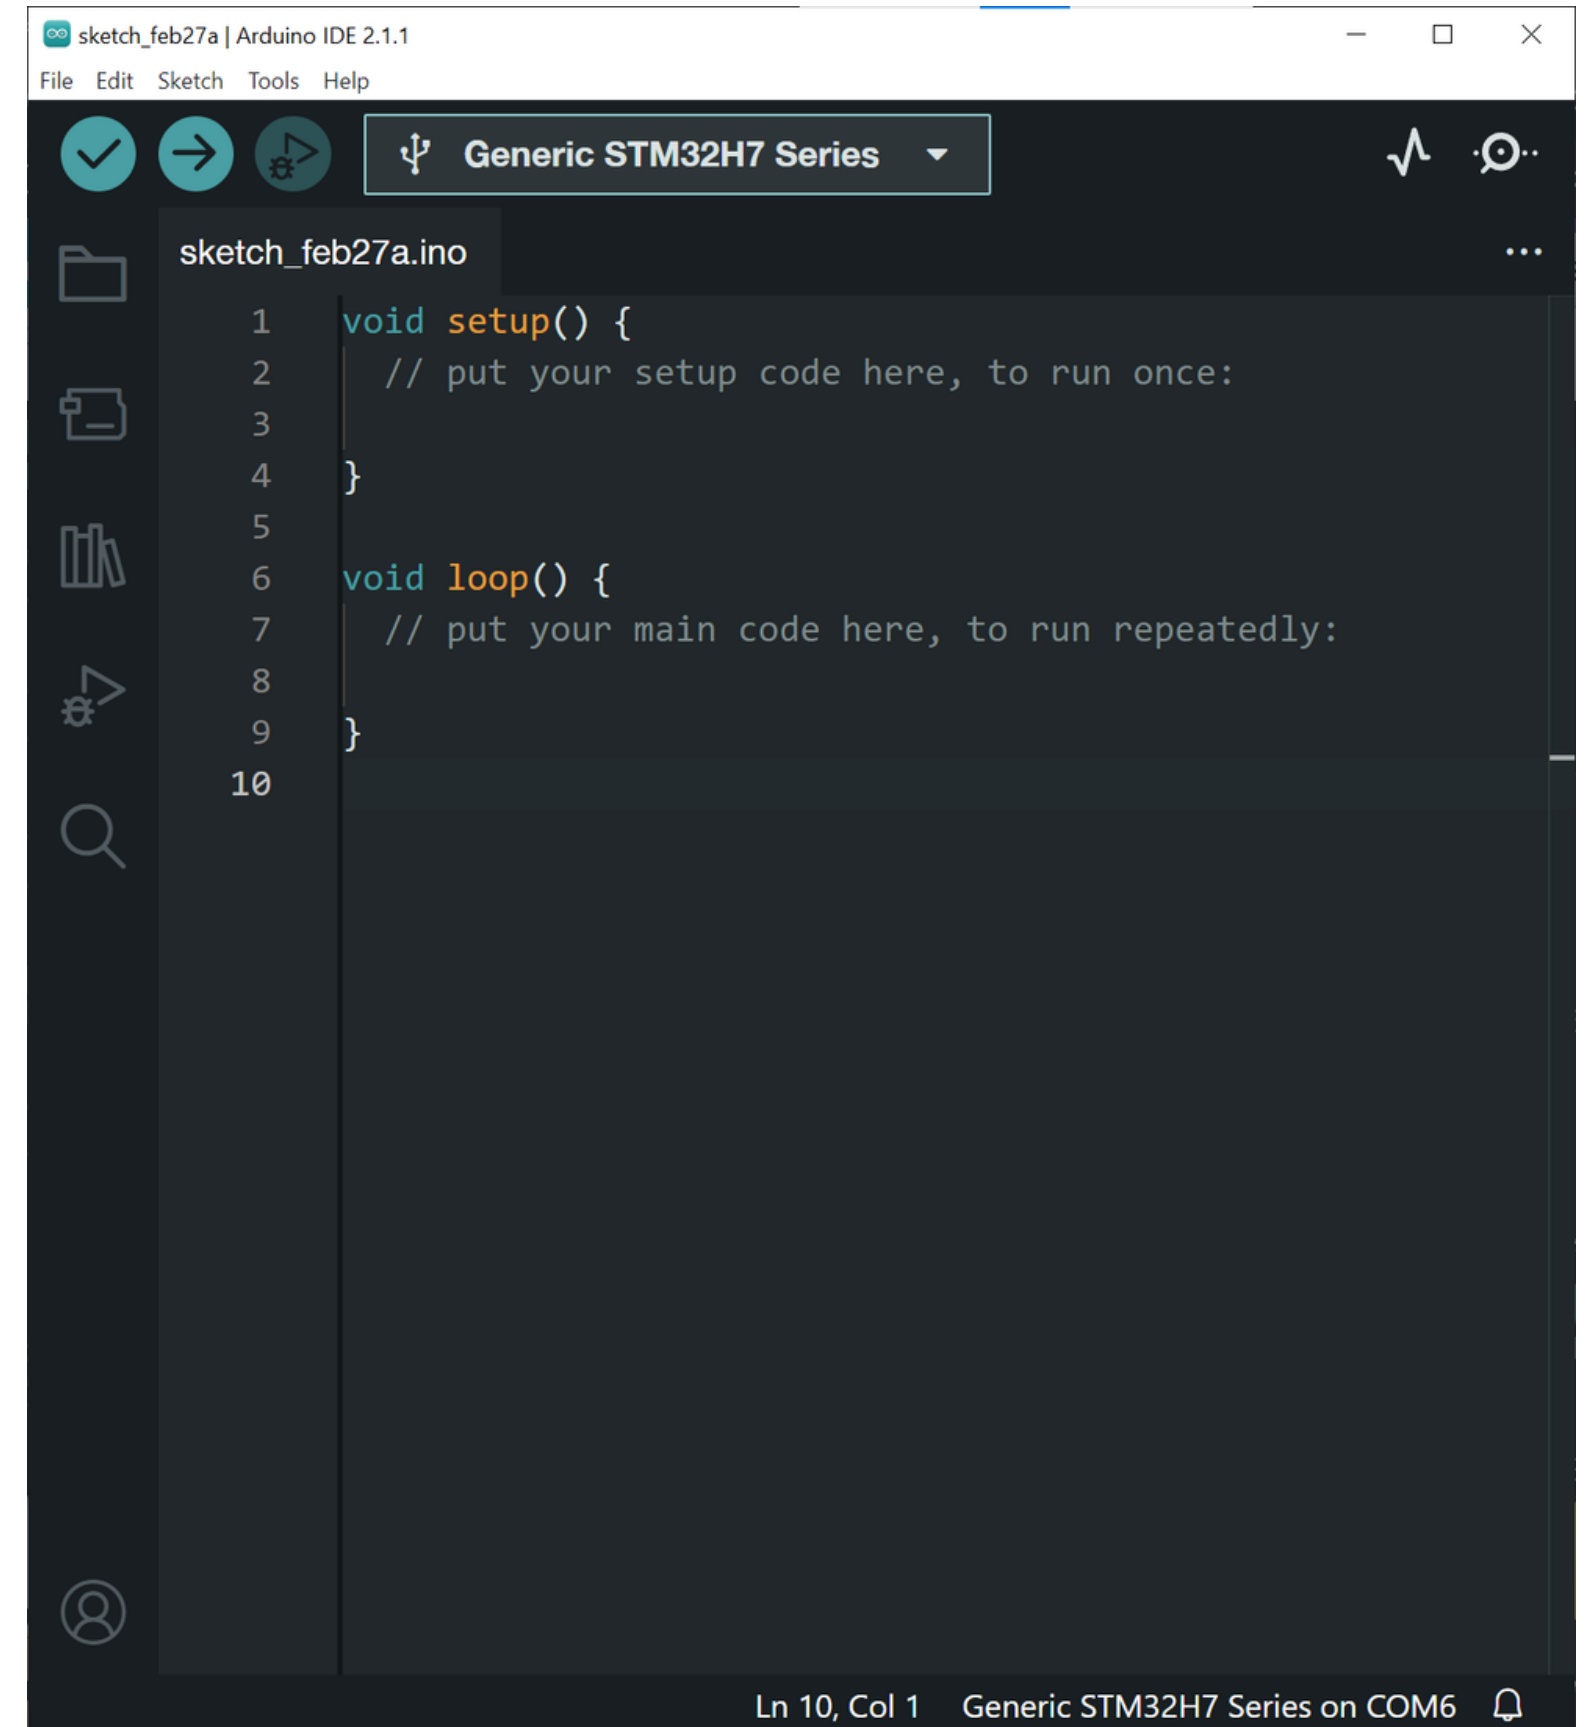 sketch_feb27a | Arduino IDE 2.1.1
File Edit Sketch Tools Help
Generic STM32H7 Series
sketch_feb27a.ino
1 void setup() {
2 // put your setup code here, to run once:
3
4 }
5
6 void loop() {
7 // put your main code here, to run repeatedly:
8
9 }
10
Ln 10, Col 1 Generic STM32H7 Series on COM6